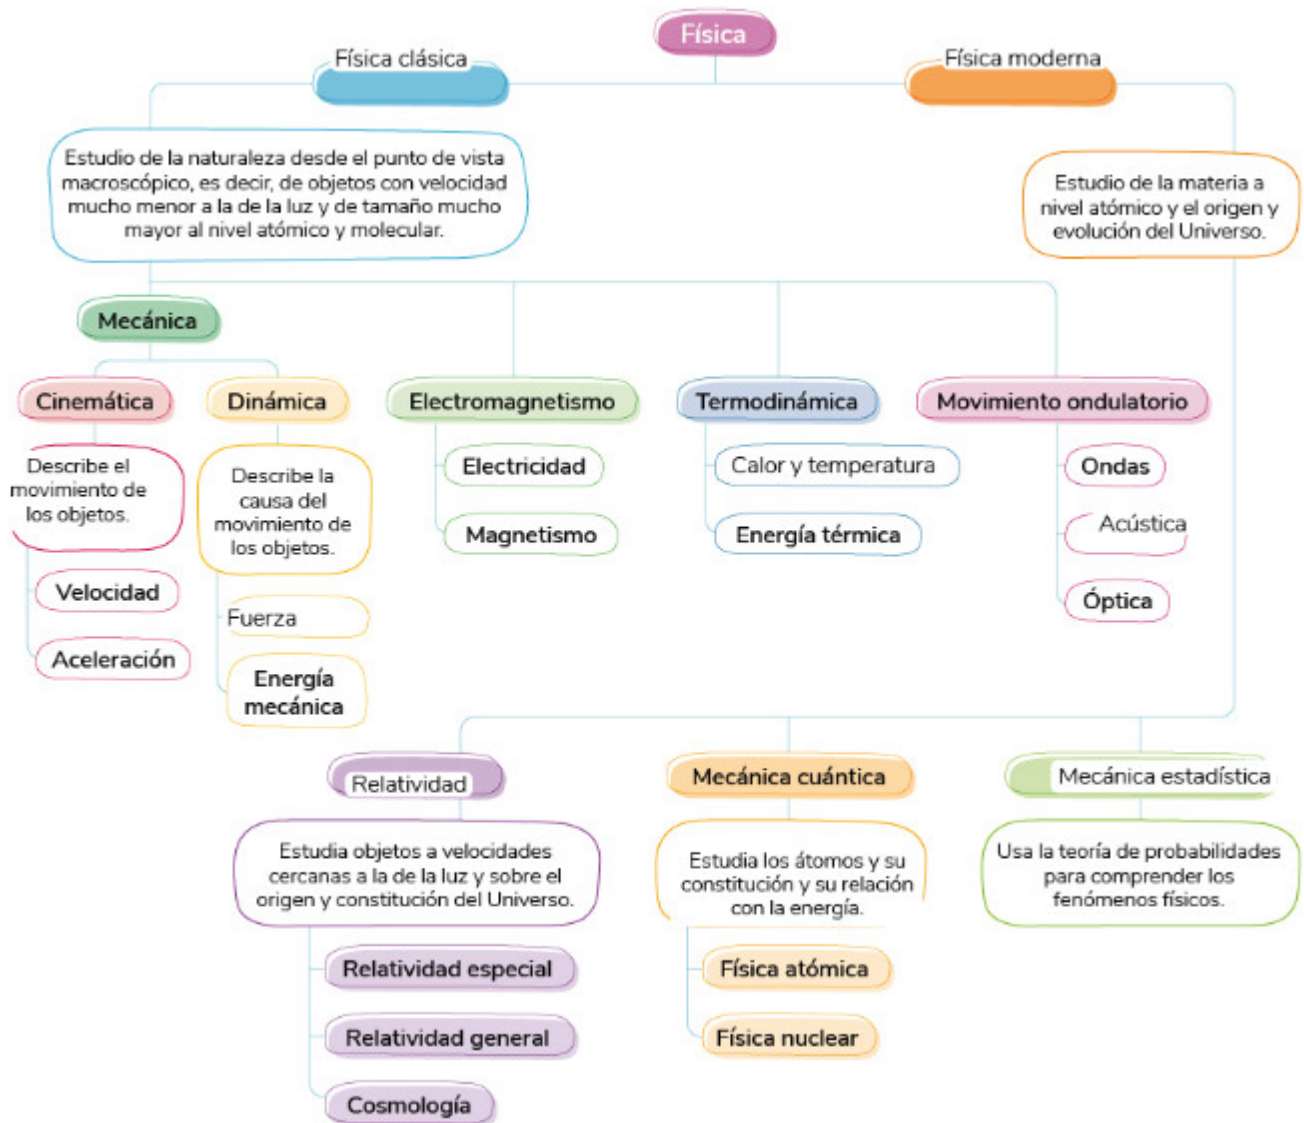 Física
Física clásica
Física moderna
Estudio de la naturaleza desde el punto de vista
macroscópico, es decir, de objetos con velocidad
mucho menor a la de la luz y de tamaño mucho
mayor al nivel atómico y molecular.
Estudio de la materia a
nivel atómico y el origen y
evolución del Universo.
Mecánica
Cinemática
Dinámica
Electromagnetismo
Termodinámica
Movimiento ondulatorio
Describe el
movimiento de
los objetos.
Describe la
causa del
movimiento de
los objetos.
Electricidad
Magnetismo
Calor y temperatura
Energía térmica
Ondas
Acústica
Óptica
Velocidad
Aceleración
Fuerza
Energía
mecánica
Relatividad
Mecánica cuántica
Mecánica estadística
Estudia objetos a velocidades
cercanas a la de la luz y sobre el
origen y constitución del Universo.
Estudia los átomos y su
constitución y su relación
con la energía.
Usa la teoría de probabilidades
para comprender los
fenómenos físicos.
Relatividad especial
Relatividad general
Cosmología
Física atómica
Física nuclear